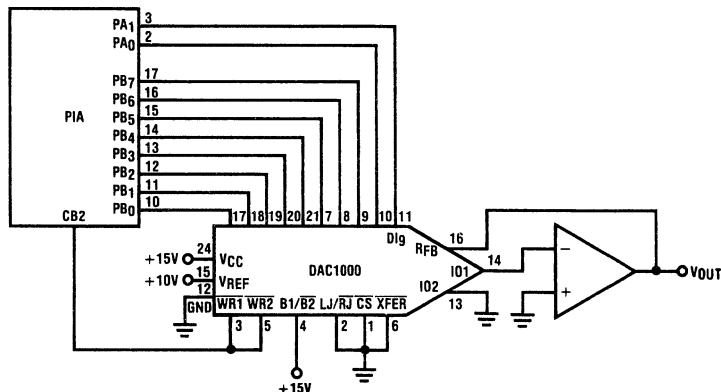 PIA
PA1 3
PA0 2
PB7 17
PB6 16
PB5 15
PB4 14
PB3 13
PB2 12
PB1 11
PB0 10
CB2
17 18 19 20 21 7 8 9 10 11
DI9
+15V 24 VCC
+10V 15 VREF
12 GND
DAC1000
RFB 16
IO1 14
IO2 13
WR1 WR2 B1/B2 LJ/RJ CS XFER
3 5 4 2 1 6
+15V
−
+
VOUT